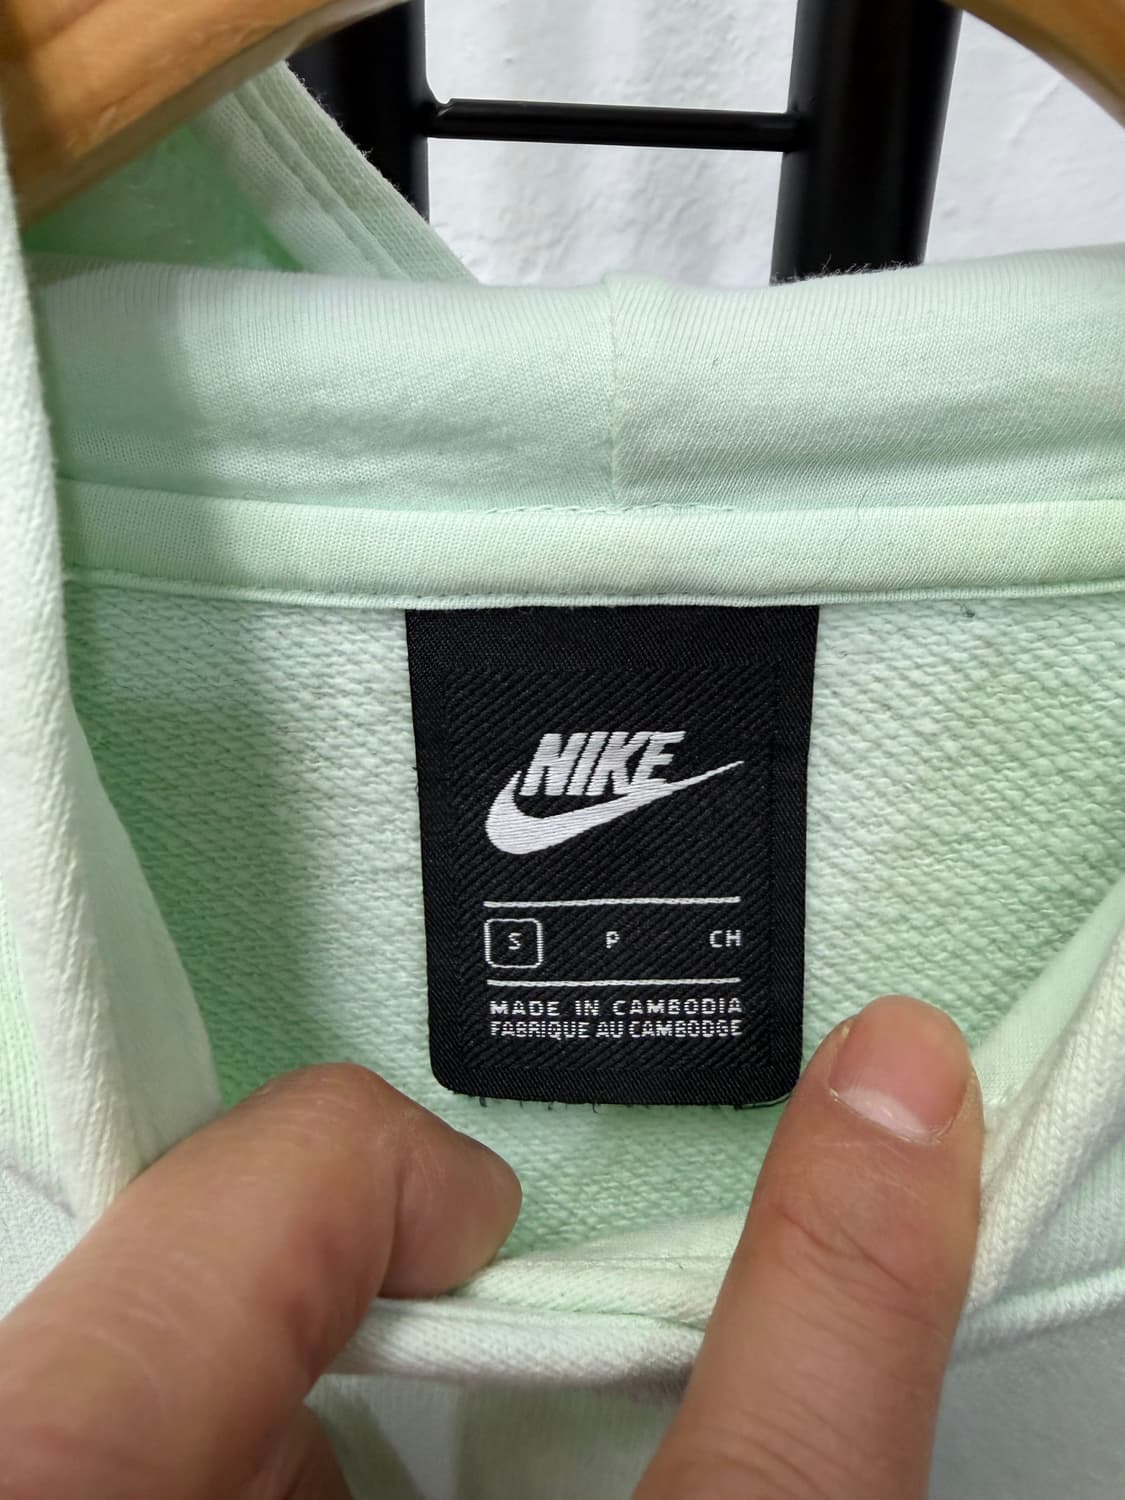 NIKE
S P CH
MADE IN CAMBODIA
FABRIQUE AU CAMBODGE